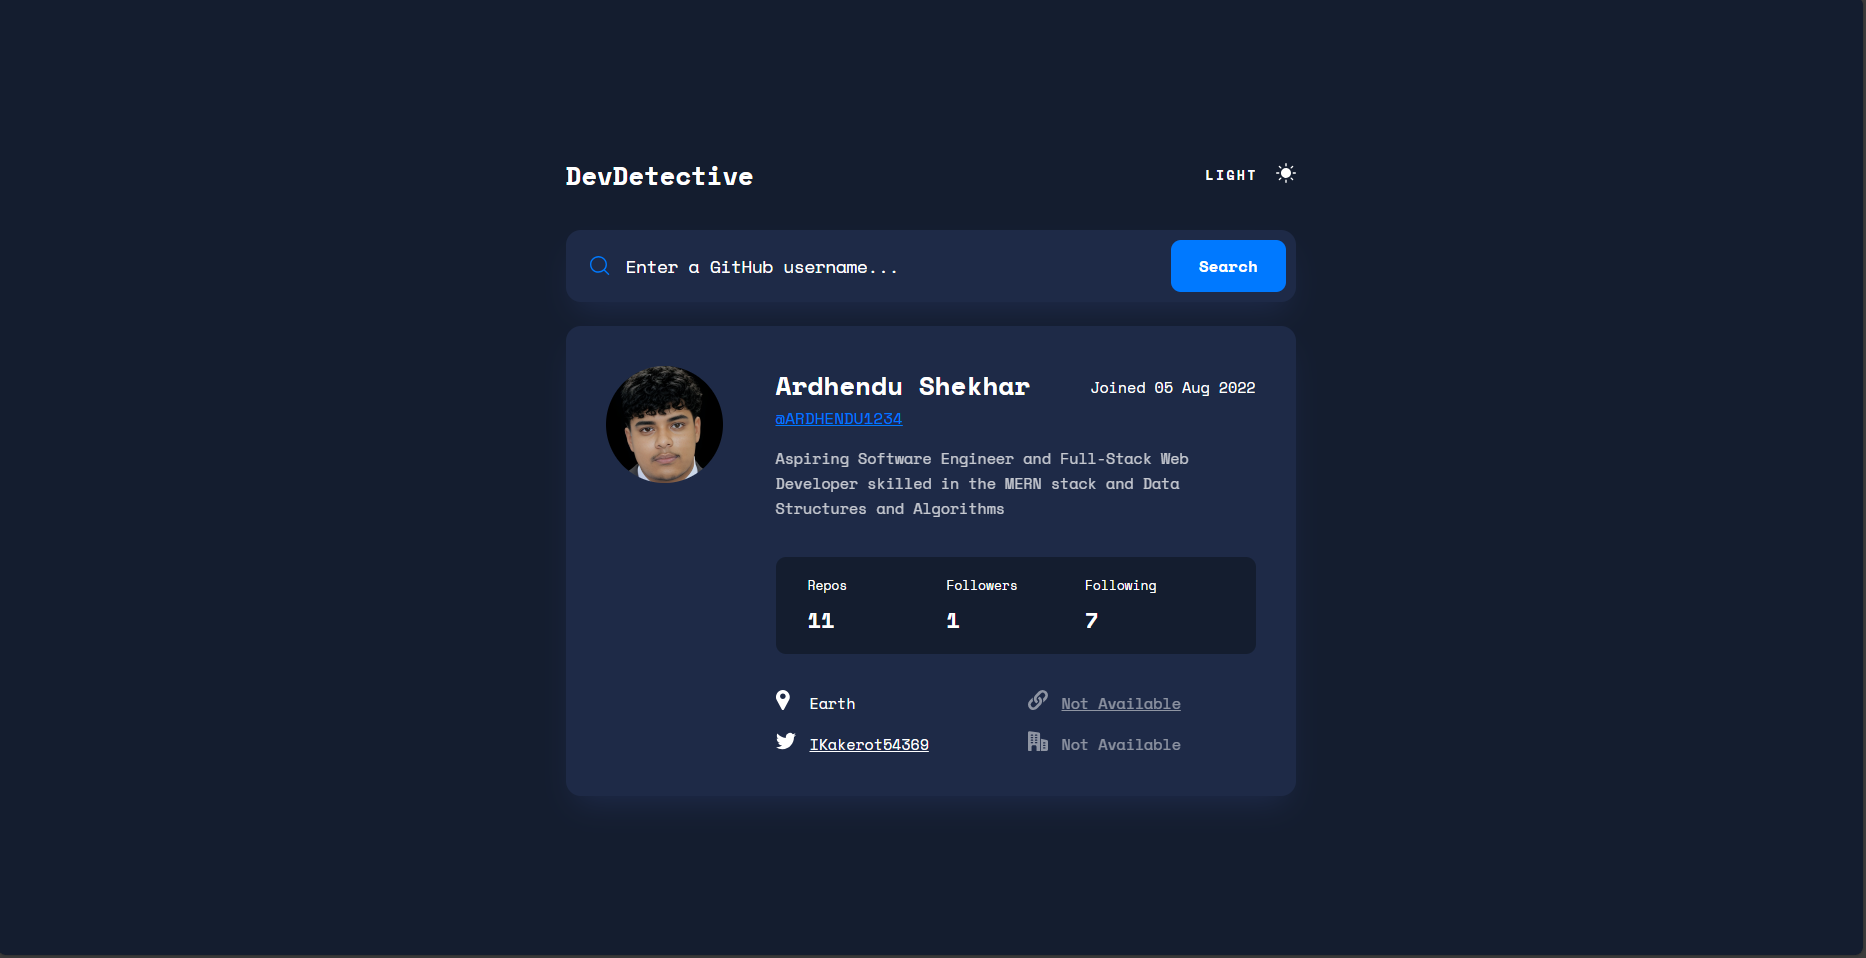 DevDetective
LIGHT
Enter a GitHub username...
Search
Ardhendu Shekhar
Joined 05 Aug 2022
@ARDHENDU1234
Aspiring Software Engineer and Full-Stack Web
Developer skilled in the MERN stack and Data
Structures and Algorithms
Repos Followers Following
11 1 7
Earth
Not Available
IKakerot54369
Not Available